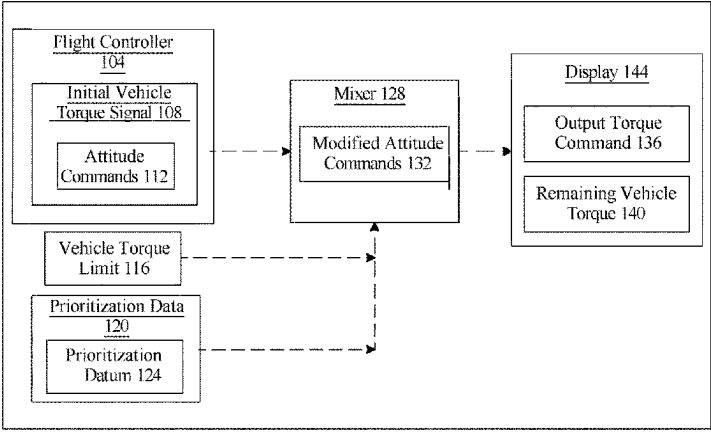 Flight Controller
104
Initial Vehicle
Torque Signal 108
Attitude
Commands 112
Vehicle Torque
Limit 116
Prioritization Data
120
Prioritization
Datum 124
Mixer 128
Modified Attitude
Commands 132
Display 144
Output Torque
Command 136
Remaining Vehicle
Torque 140